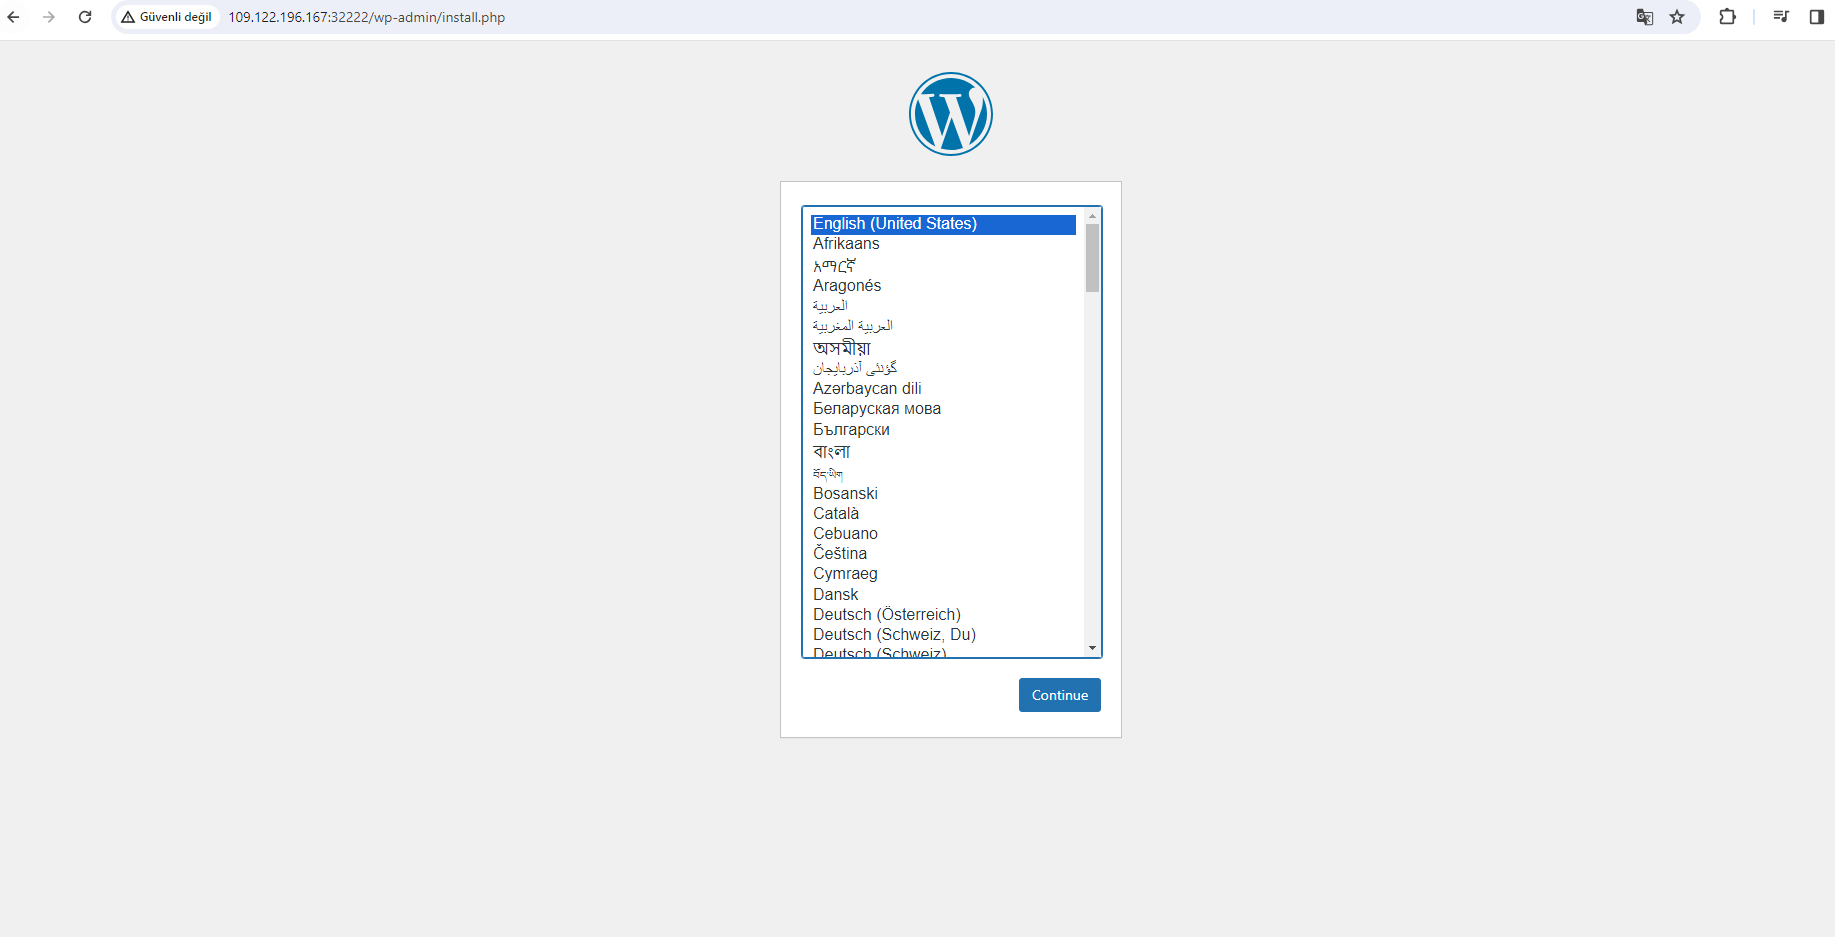 Güvenli değil
109.122.196.167:32222/wp-admin/install.php
English (United States)
Afrikaans
አማርኛ
Aragonés
العربية
العربية المغربية
অসমীয়া
گؤنئی آذربایجان
Azərbaycan dili
Беларуская мова
Български
বাংলা
བོད་ཡིག
Bosanski
Català
Cebuano
Čeština
Cymraeg
Dansk
Deutsch (Österreich)
Deutsch (Schweiz, Du)
Deutsch (Schweiz)
Continue